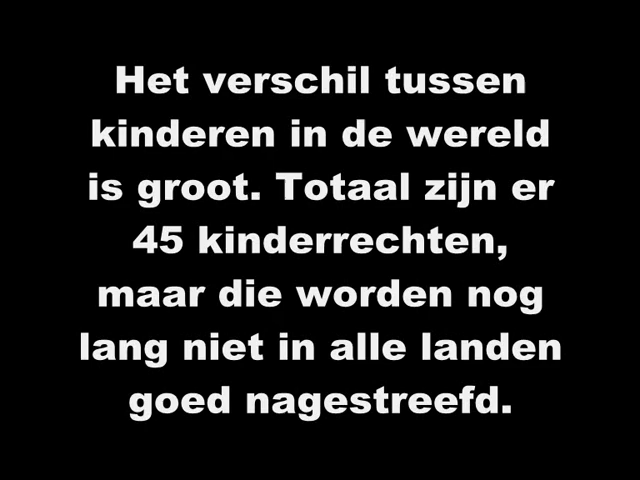 Het verschil tussen
kinderen in de wereld
is groot. Totaal zijn er
45 kinderrechten,
maar die worden nog
lang niet in alle landen
goed nagestreefd.